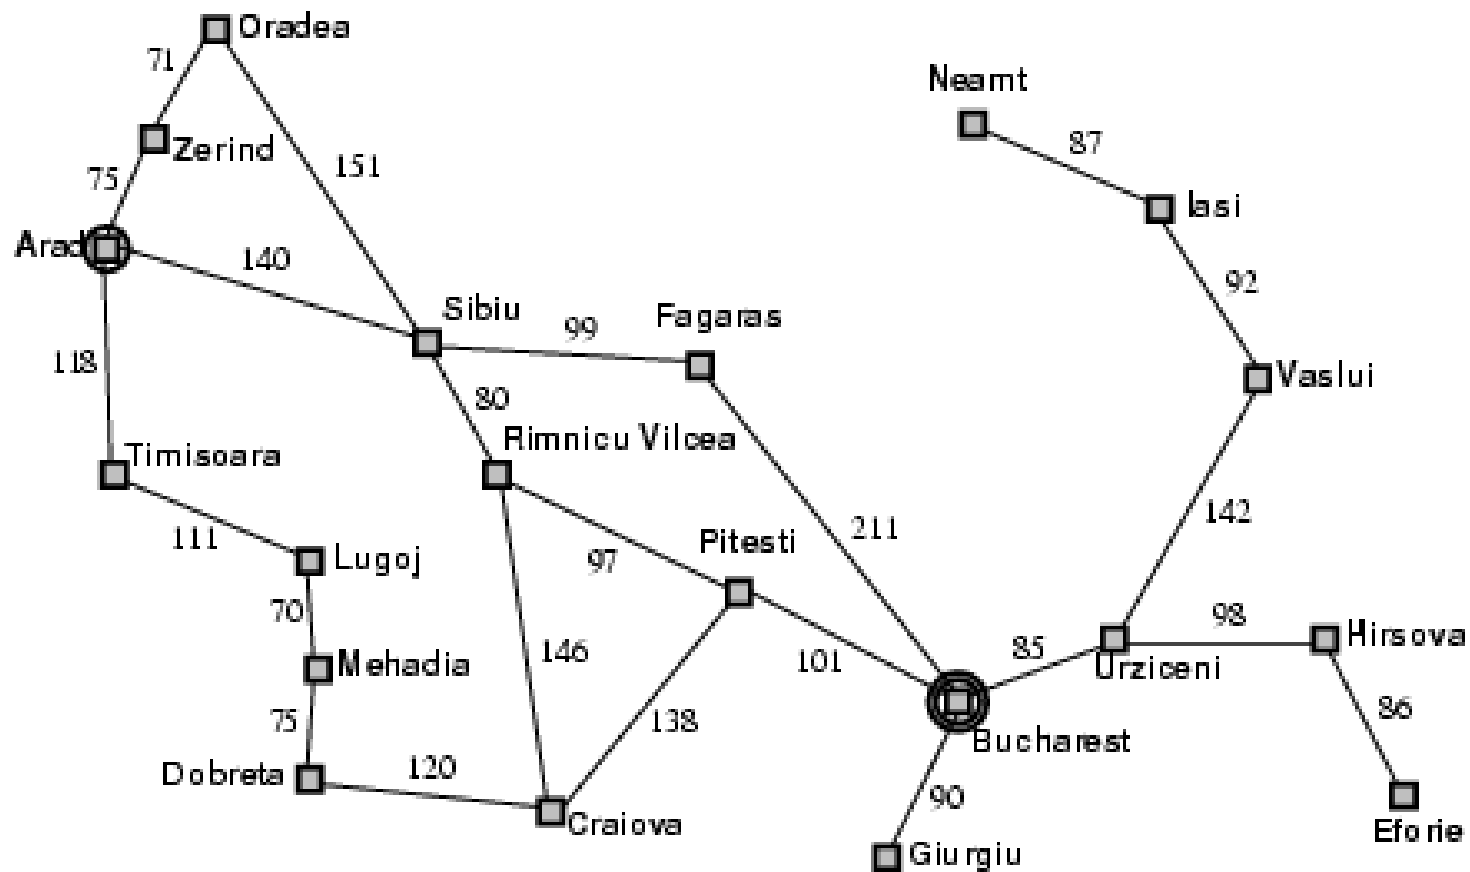 Oradea
71
Neamt
87
Zerind
151
75
Iasi
Arad
140
92
Sibiu
Fagaras
99
118
Vaslui
80
Rimnicu Vilcea
Timisoara
142
211
111
Pitesti
Lugoj
97
70
98
Hirsova
146
85
Mehadia
101
Urziceni
75
138
86
Bucharest
Dobreta
120
90
Craiova
Eforie
Giurgiu